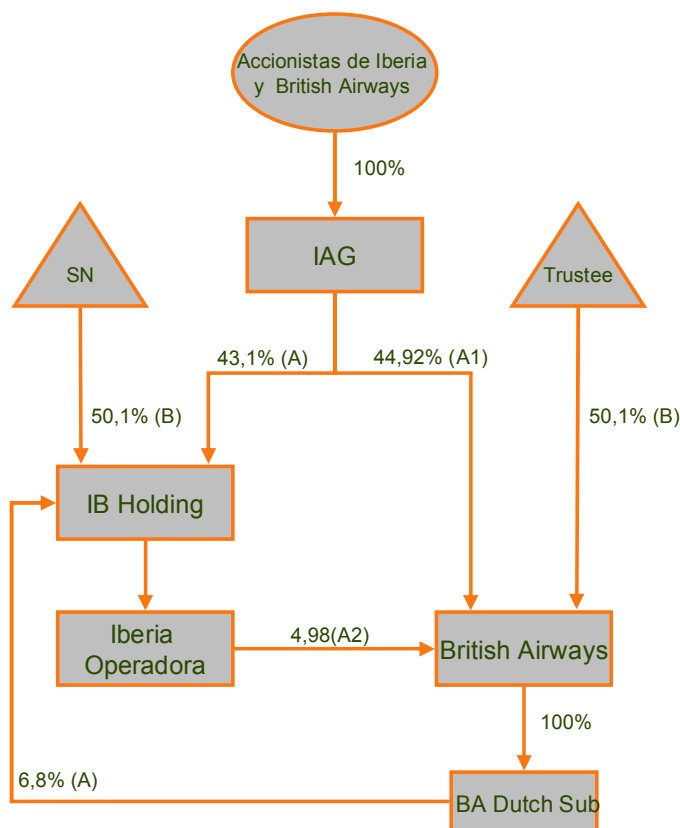 Accionistas de Iberia
y British Airways
100%
IAG
SN
Trustee
43,1% (A)
44,92% (A1)
50,1% (B)
50,1% (B)
IB Holding
Iberia
Operadora
4,98(A2)
British Airways
100%
6,8% (A)
BA Dutch Sub